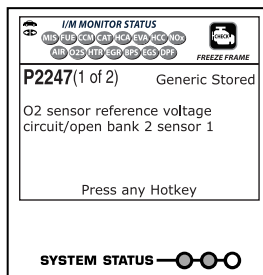 I/M MONITOR STATUS
MIS FUE CCM CAT HCA EVA HCC NOx
AIR O2S HTR EGR BPS EGS DPF
CHECK
FREEZE FRAME
P2247(1 of 2) Generic Stored
O2 sensor reference voltage
circuit/open bank 2 sensor 1
Press any Hotkey
SYSTEM STATUS